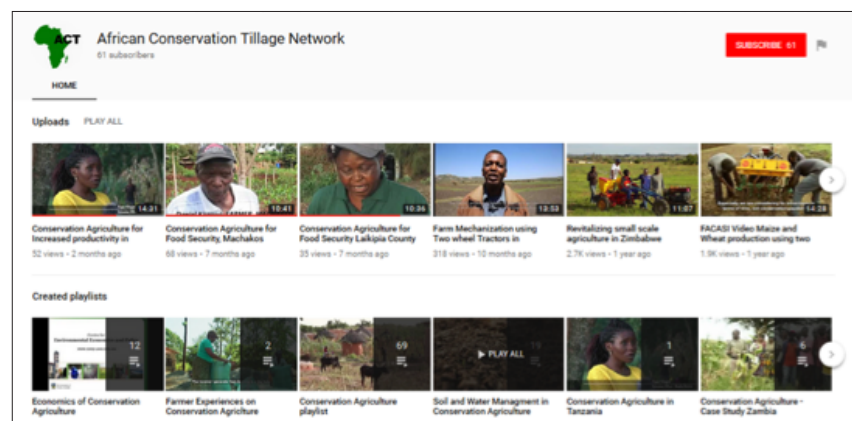 ACT
African Conservation Tillage Network
61 subscribers
SUBSCRIBE 61
HOME
Uploads PLAY ALL
14:31
10:41
10:36
13:53
11:07
14:28
Conservation Agriculture for
Increased productivity in
52 views • 2 months ago
Conservation Agriculture for
Food Security, Machakos
68 views • 7 months ago
Conservation Agriculture for
Food Security Laikipia County
35 views • 7 months ago
Farm Mechanization using
Two wheel Tractors in
318 views • 10 months ago
Revitalizing small scale
agriculture in Zimbabwe
2.7K views • 1 year ago
FACASI Video Maize and
Wheat production using two
1.9K views • 1 year ago
Created playlists
12
2
69
PLAY ALL
19
1
6
Economics of Conservation
Agriculture
Farmer Experiences on
Conservation Agriclture
Conservation Agriculture
playlist
Soil and Water Managment in
Conservation Agriculture
Conservation Agriculture in
Tanzania
Conservation Agriculture -
Case Study Zambia